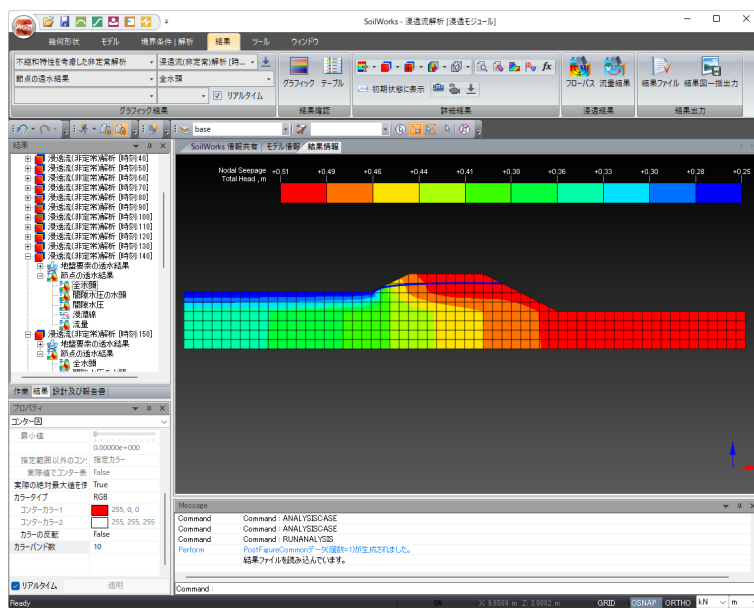 SoilWorks - 浸透流解析 [浸透モジュール]
幾何形状 モデル 境界条件 | 解析 結果 ツール ウインドウ
不飽和特性を考慮した非定常解析 浸透流(非定常)解析 [時...
節点の透水結果 全水頭
リアルタイム
グラフィック結果
グラフィック テーブル
結果確認
初期状態に表示
詳細結果
フローパス 流量結果
浸透結果
結果ファイル 結果図一括出力
結果出力
base
結果
SoilWorks 情報共有 モデル情報 結果情報
浸透流(非定常)解析 [時刻:40]
浸透流(非定常)解析 [時刻:50]
浸透流(非定常)解析 [時刻:60]
浸透流(非定常)解析 [時刻:70]
浸透流(非定常)解析 [時刻:80]
浸透流(非定常)解析 [時刻:90]
浸透流(非定常)解析 [時刻:100]
浸透流(非定常)解析 [時刻:110]
浸透流(非定常)解析 [時刻:120]
浸透流(非定常)解析 [時刻:130]
浸透流(非定常)解析 [時刻:140]
地盤要素の透水結果
節点の透水結果
全水頭
間隙水圧の水頭
間隙水圧
浸潤線
流量
浸透流(非定常)解析 [時刻:150]
地盤要素の透水結果
節点の透水結果
全水頭
作業 結果 設計及び報告書
Nodal Seepage
Total Head , m
+0.51 +0.49 +0.46 +0.44 +0.41 +0.38 +0.36 +0.33 +0.30 +0.28 +0.25
プロパティ
コンター図
最小値
0.00000e+000
指定範囲以外のコン: 指定カラー
実際値でコンター表 False
実際の絶対最大値を使 True
カラータイプ RGB
コンターカラー1 255, 0, 0
コンターカラー2 255, 255, 255
カラーの反転 False
カラーバンド数 10
リアルタイム 適用
Message
Command Command : ANALYSISCASE
Command Command : ANALYSISCASE
Command Command : RUNANALYSIS
Perform PostFigureCommonデータ(個数=1)が生成されました。
結果ファイルを読み込んでいます。
Command :
Ready
GRID OSNAP ORTHO kN m